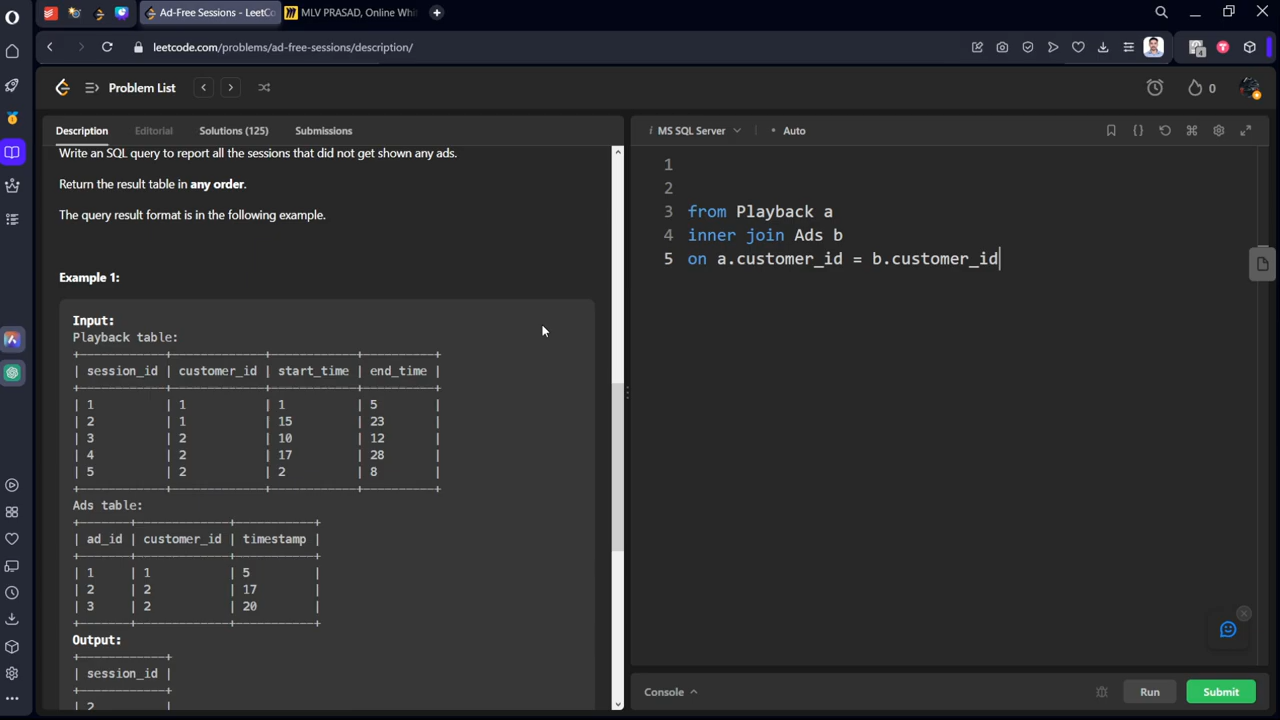 Ad-Free Sessions - LeetCo
MLV PRASAD, Online Whit
leetcode.com/problems/ad-free-sessions/description/
4
Problem List
0
Description
Editorial
Solutions (125)
Submissions
i MS SQL Server
• Auto
Write an SQL query to report all the sessions that did not get shown any ads.
Return the result table in any order.
The query result format is in the following example.
Example 1:
Input:
Playback table:
+------------+-------------+------------+----------+
| session_id | customer_id | start_time | end_time |
+------------+-------------+------------+----------+
| 1 | 1 | 1 | 5 |
| 2 | 1 | 15 | 23 |
| 3 | 2 | 10 | 12 |
| 4 | 2 | 17 | 28 |
| 5 | 2 | 2 | 8 |
+------------+-------------+------------+----------+
Ads table:
+-------+-------------+-----------+
| ad_id | customer_id | timestamp |
+-------+-------------+-----------+
| 1 | 1 | 5 |
| 2 | 2 | 17 |
| 3 | 2 | 20 |
+-------+-------------+-----------+
Output:
+------------+
| session_id |
+------------+
| 2 |
1
2
3 from Playback a
4 inner join Ads b
5 on a.customer_id = b.customer_id
Console
Run
Submit